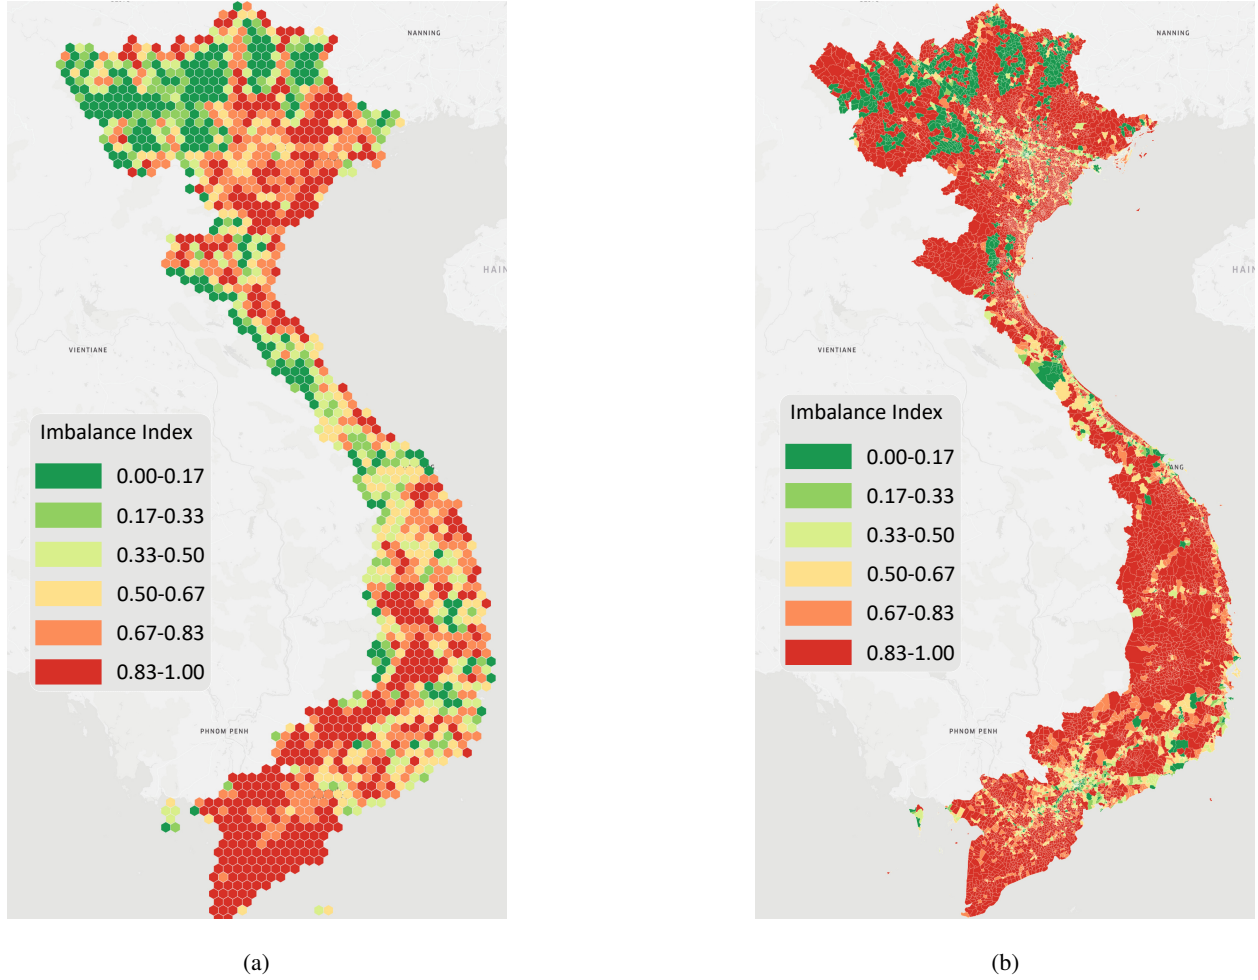 NANNING
HAIN
VIENTIANE
Imbalance Index
0.00-0.17
0.17-0.33
0.33-0.50
0.50-0.67
0.67-0.83
0.83-1.00
PHNOM PENH
(a)
NANNING
HAIN
VIENTIANE
Imbalance Index
0.00-0.17
0.17-0.33
0.33-0.50
0.50-0.67
0.67-0.83
0.83-1.00
ANG
PHNOM PENH
(b)